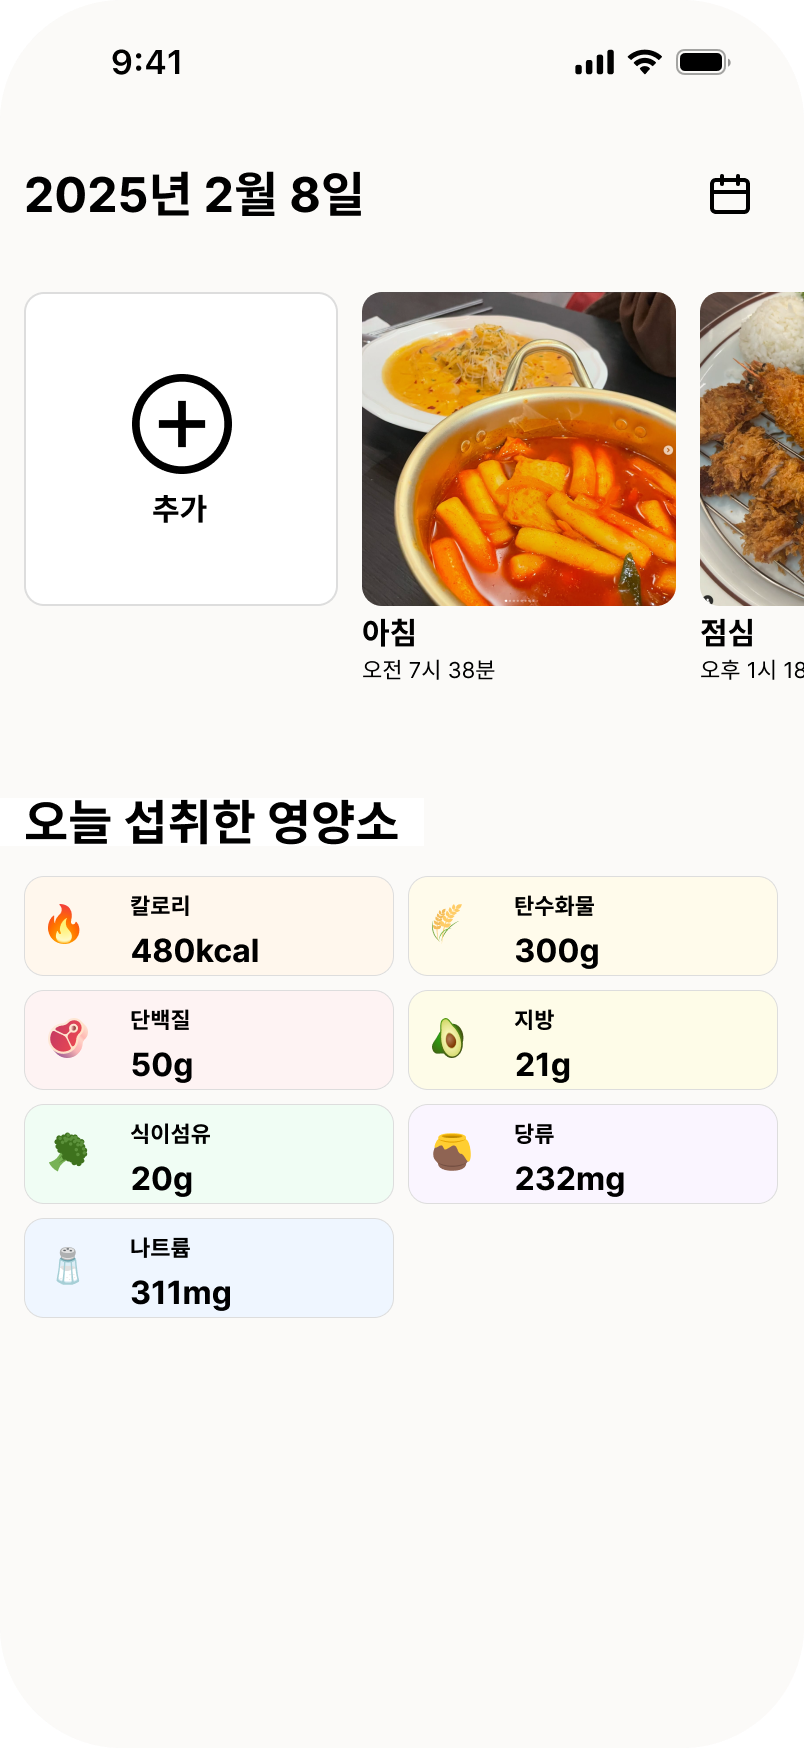 9:41
2025년 2월 8일
추가
아침
오전 7시 38분
점심
오후 1시 18
오늘 섭취한 영양소
칼로리
480kcal
탄수화물
300g
단백질
50g
지방
21g
식이섬유
20g
당류
232mg
나트륨
311mg